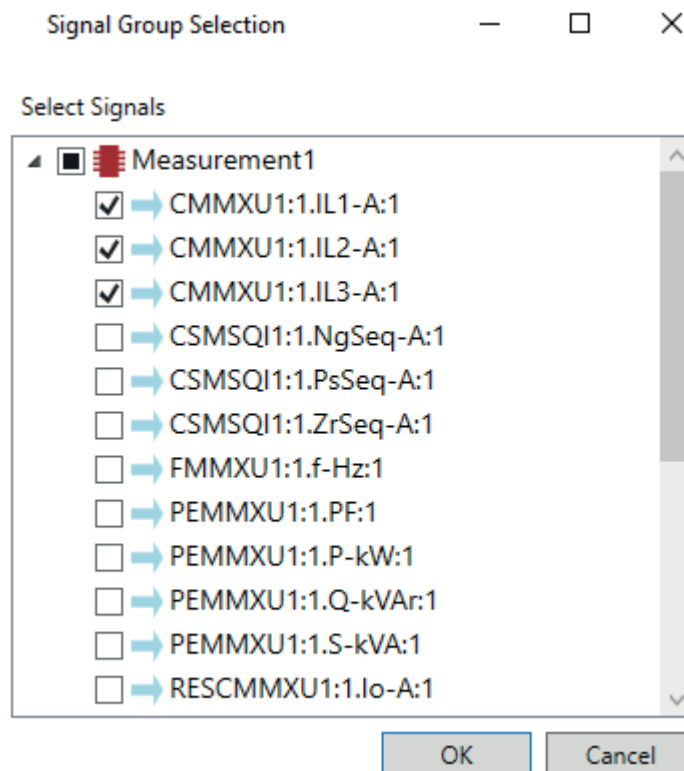 Signal Group Selection
Select Signals
Measurement1
CMMXU1:1.IL1-A:1
CMMXU1:1.IL2-A:1
CMMXU1:1.IL3-A:1
CSMSQI1:1.NgSeq-A:1
CSMSQI1:1.PsSeq-A:1
CSMSQI1:1.ZrSeq-A:1
FMMXU1:1.f-Hz:1
PEMMXU1:1.PF:1
PEMMXU1:1.P-kW:1
PEMMXU1:1.Q-kVAr:1
PEMMXU1:1.S-kVA:1
RESCMMXU1:1.Io-A:1
OK Cancel